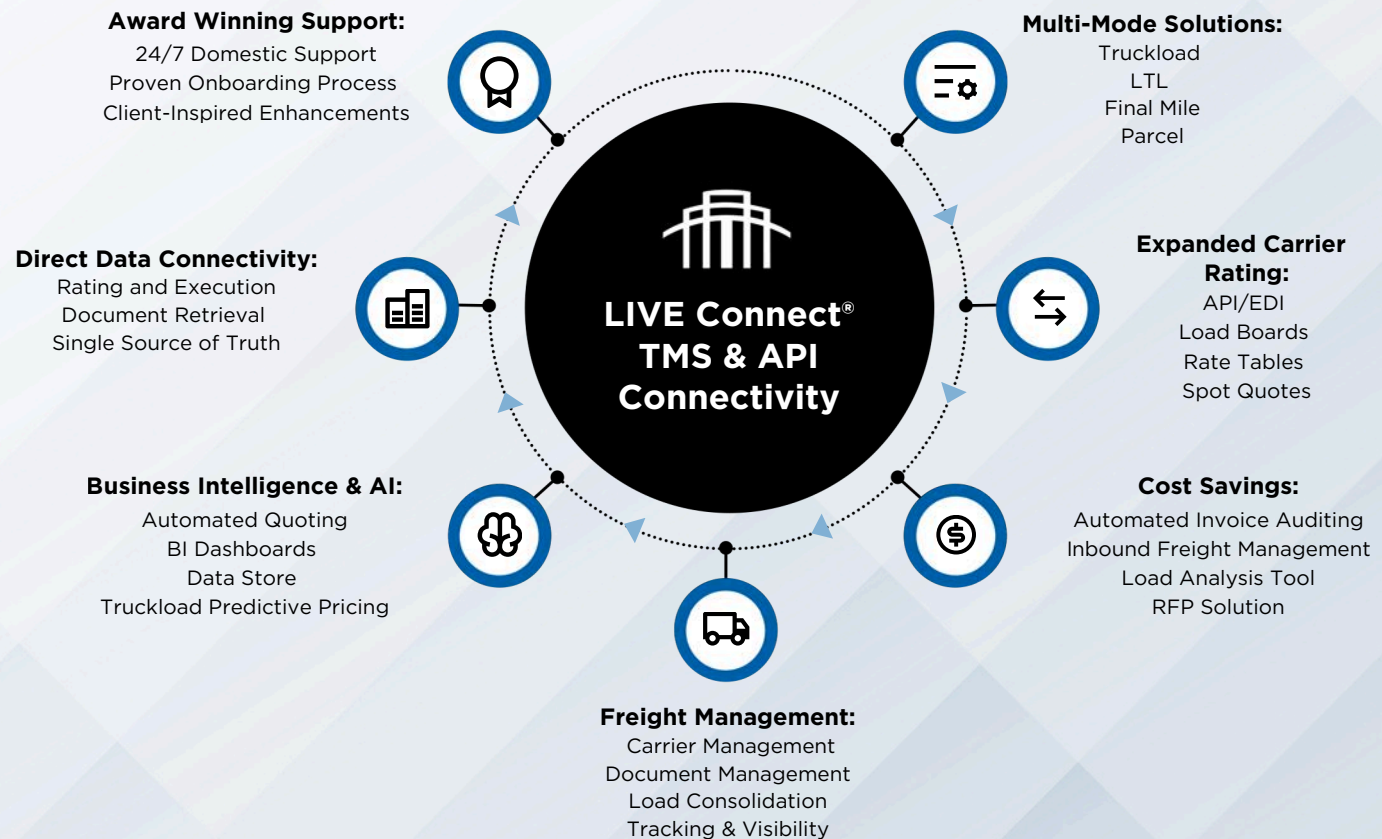 Award Winning Support:
24/7 Domestic Support
Proven Onboarding Process
Client-Inspired Enhancements
Multi-Mode Solutions:
Truckload
LTL
Final Mile
Parcel
LIVE Connect®
TMS & API
Connectivity
Direct Data Connectivity:
Rating and Execution
Document Retrieval
Single Source of Truth
Expanded Carrier
Rating:
API/EDI
Load Boards
Rate Tables
Spot Quotes
Business Intelligence & AI:
Automated Quoting
BI Dashboards
Data Store
Truckload Predictive Pricing
Cost Savings:
Automated Invoice Auditing
Inbound Freight Management
Load Analysis Tool
RFP Solution
Freight Management:
Carrier Management
Document Management
Load Consolidation
Tracking & Visibility